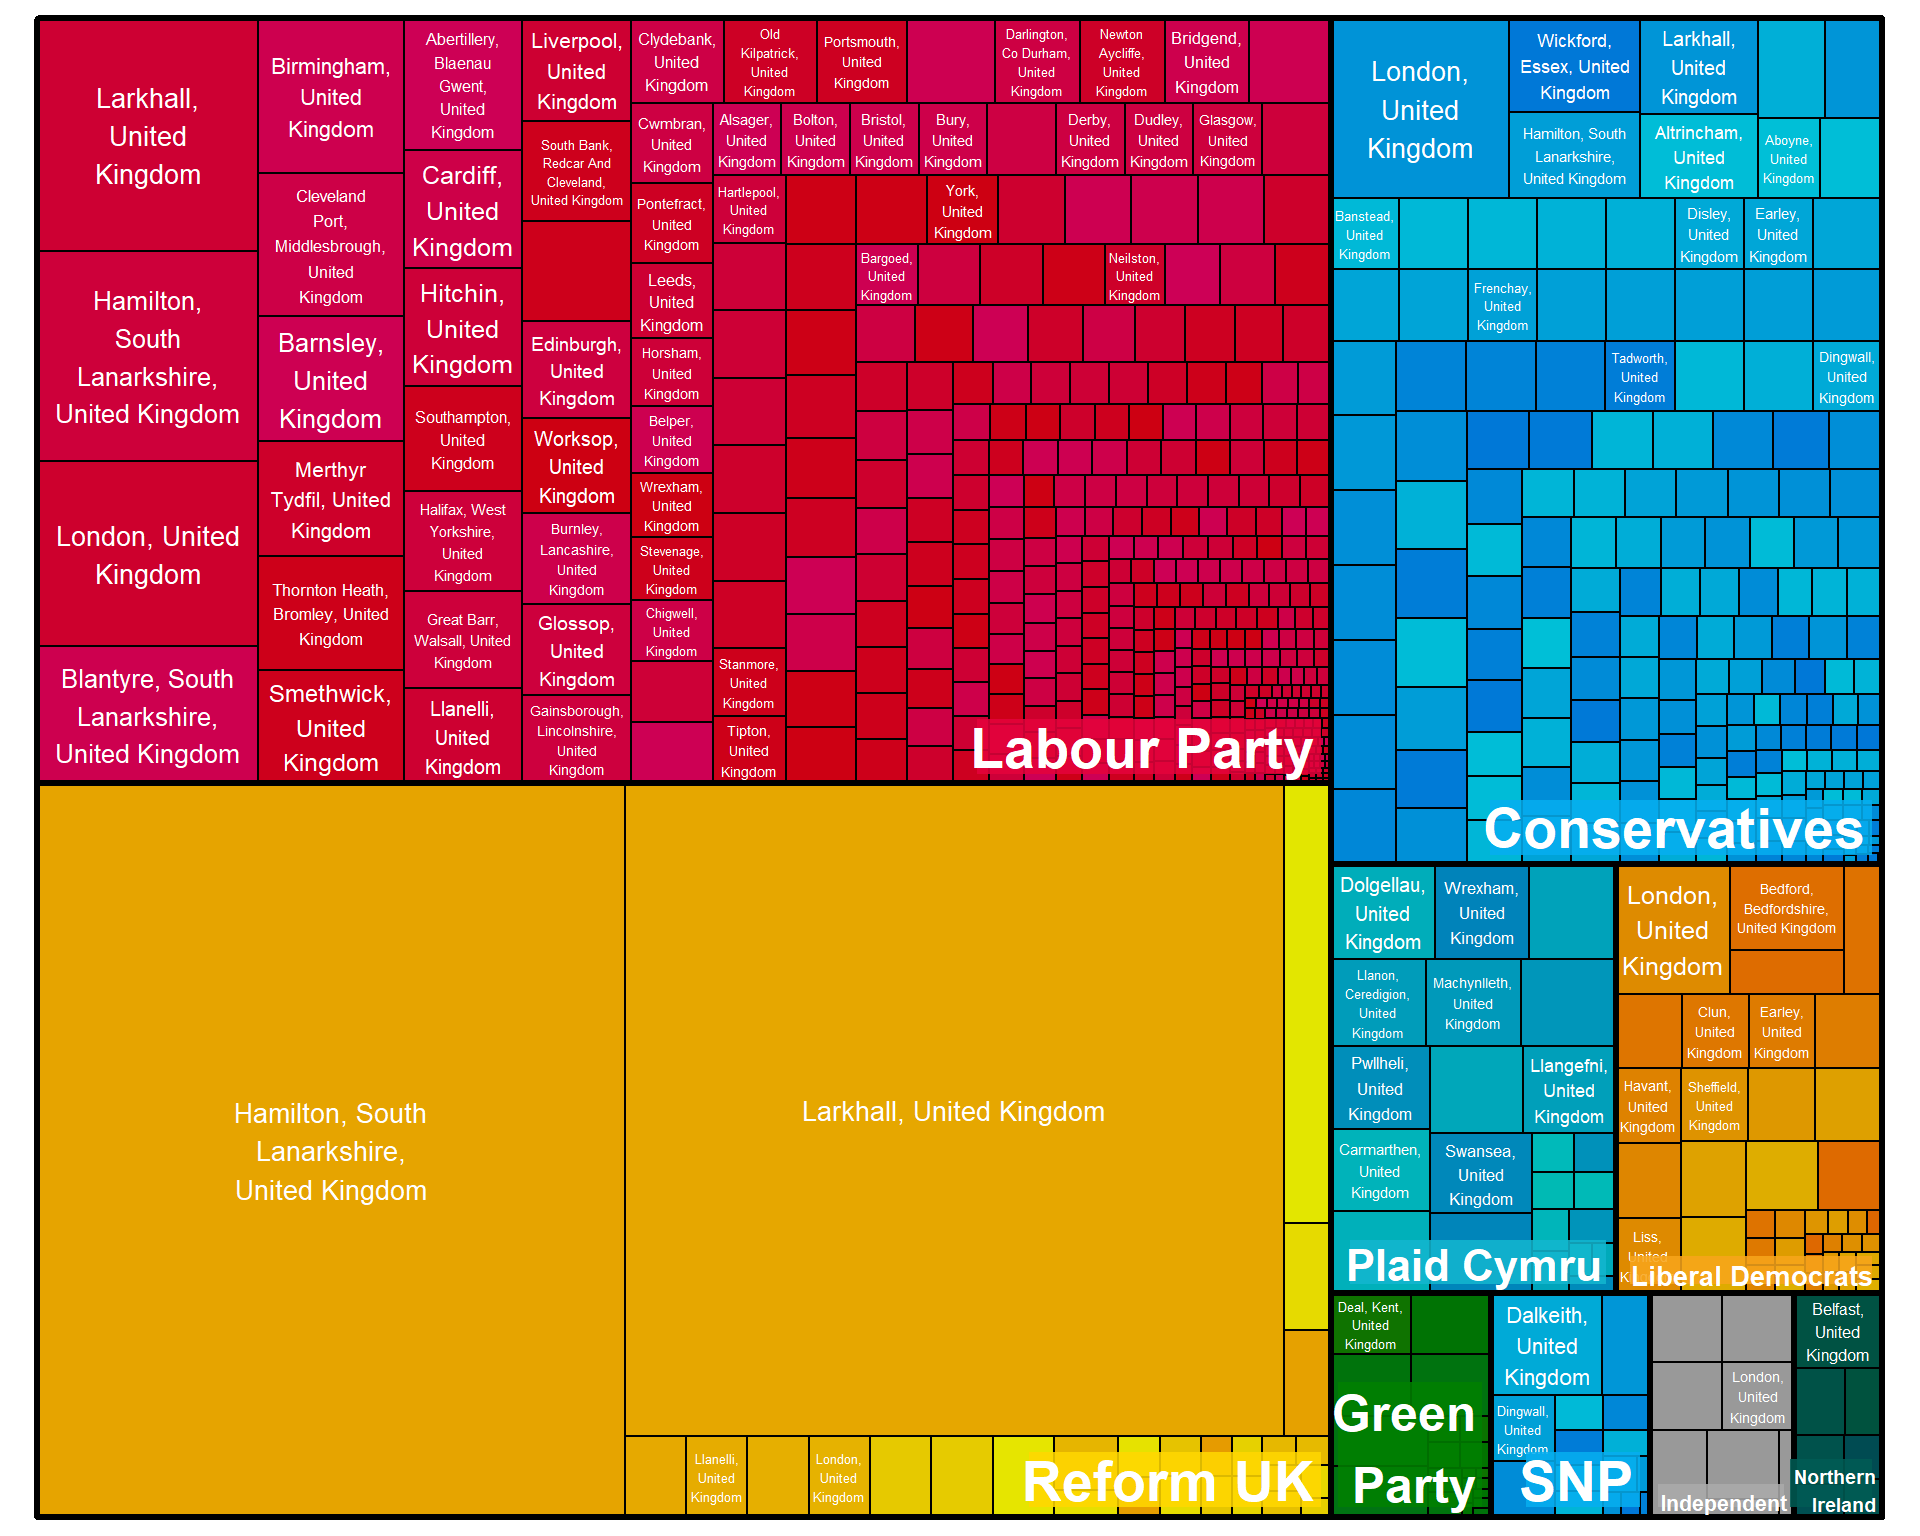 Larkhall,
United
Kingdom
Hamilton,
South
Lanarkshire,
United Kingdom
London, United
Kingdom
Blantyre, South
Lanarkshire,
United Kingdom
Birmingham,
United
Kingdom
Cleveland
Port,
Middlesbrough,
United
Kingdom
Barnsley,
United
Kingdom
Merthyr
Tydfil, United
Kingdom
Thornton Heath,
Bromley, United
Kingdom
Smethwick,
United
Kingdom
Abertillery,
Blaenau
Gwent,
United
Kingdom
Cardiff,
United
Kingdom
Hitchin,
United
Kingdom
Southampton,
United
Kingdom
Halifax, West
Yorkshire,
United
Kingdom
Great Barr,
Walsall, United
Kingdom
Llanelli,
United
Kingdom
Liverpool,
United
Kingdom
South Bank,
Redcar And
Cleveland,
United Kingdom
Edinburgh,
United
Kingdom
Worksop,
United
Kingdom
Burnley,
Lancashire,
United
Kingdom
Glossop,
United
Kingdom
Gainsborough,
Lincolnshire,
United
Kingdom
Clydebank,
United
Kingdom
Cwmbran,
United
Kingdom
Pontefract,
United
Kingdom
Leeds,
United
Kingdom
Horsham,
United
Kingdom
Belper,
United
Kingdom
Wrexham,
United
Kingdom
Stevenage,
United
Kingdom
Chigwell,
United
Kingdom
Old
Kilpatrick,
United
Kingdom
Portsmouth,
United
Kingdom
Darlington,
Co Durham,
United
Kingdom
Newton
Aycliffe,
United
Kingdom
Bridgend,
United
Kingdom
Alsager,
United
Kingdom
Bolton,
United
Kingdom
Bristol,
United
Kingdom
Bury,
United
Kingdom
Derby,
United
Kingdom
Dudley,
United
Kingdom
Glasgow,
United
Kingdom
Hartlepool,
United
Kingdom
York,
United
Kingdom
Bargoed,
United
Kingdom
Neilston,
United
Kingdom
Stanmore,
United
Kingdom
Tipton,
United
Kingdom
Labour Party
London,
United
Kingdom
Wickford,
Essex, United
Kingdom
Hamilton, South
Lanarkshire,
United Kingdom
Larkhall,
United
Kingdom
Altrincham,
United
Kingdom
Aboyne,
United
Kingdom
Banstead,
United
Kingdom
Disley,
United
Kingdom
Earley,
United
Kingdom
Frenchay,
United
Kingdom
Tadworth,
United
Kingdom
Dingwall,
United
Kingdom
Conservatives
Hamilton, South
Lanarkshire,
United Kingdom
Larkhall, United Kingdom
Llanelli,
United
Kingdom
London,
United
Kingdom
Reform UK
Dolgellau,
United
Kingdom
Wrexham,
United
Kingdom
Llanon,
Ceredigion,
United
Kingdom
Machynlleth,
United
Kingdom
Pwllheli,
United
Kingdom
Llangefni,
United
Kingdom
Carmarthen,
United
Kingdom
Swansea,
United
Kingdom
Plaid Cymru
London,
United
Kingdom
Bedford,
Bedfordshire,
United Kingdom
Clun,
United
Kingdom
Earley,
United
Kingdom
Havant,
United
Kingdom
Sheffield,
United
Kingdom
Liss,
Liberal Democrats
Deal, Kent,
United
Kingdom
Green
Party
Dalkeith,
United
Kingdom
Dingwall,
United
Kingdom
SNP
London,
United
Kingdom
Independent
Belfast,
United
Kingdom
Northern
Ireland